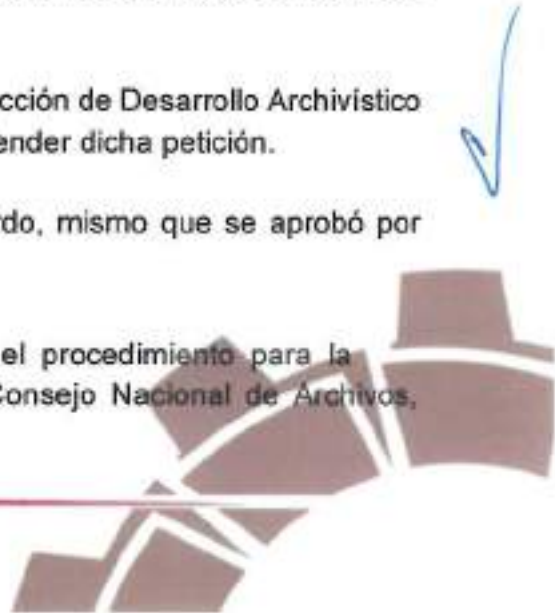 cción de Desarrollo Archivístico
ender dicha petición.
rdo, mismo que se aprobó por
el procedimiento para la
Consejo Nacional de Archivos,